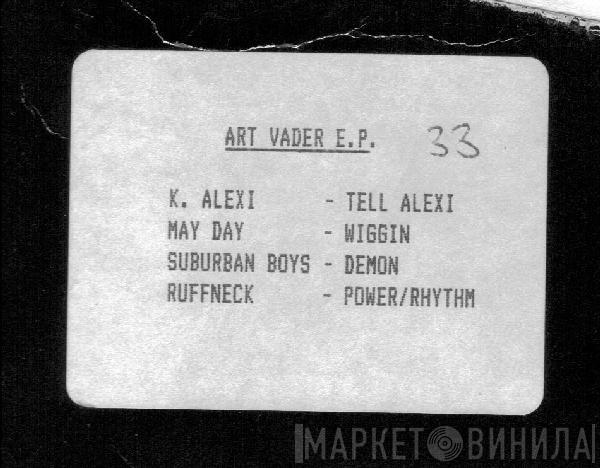 ART VADER E.P. 33
K. ALEXI - TELL ALEXI
MAY DAY - WIGGIN
SUBURBAN BOYS - DEMON
RUFFNECK - POWER/RHYTHM
МАРКЕТ ВИНИЛА